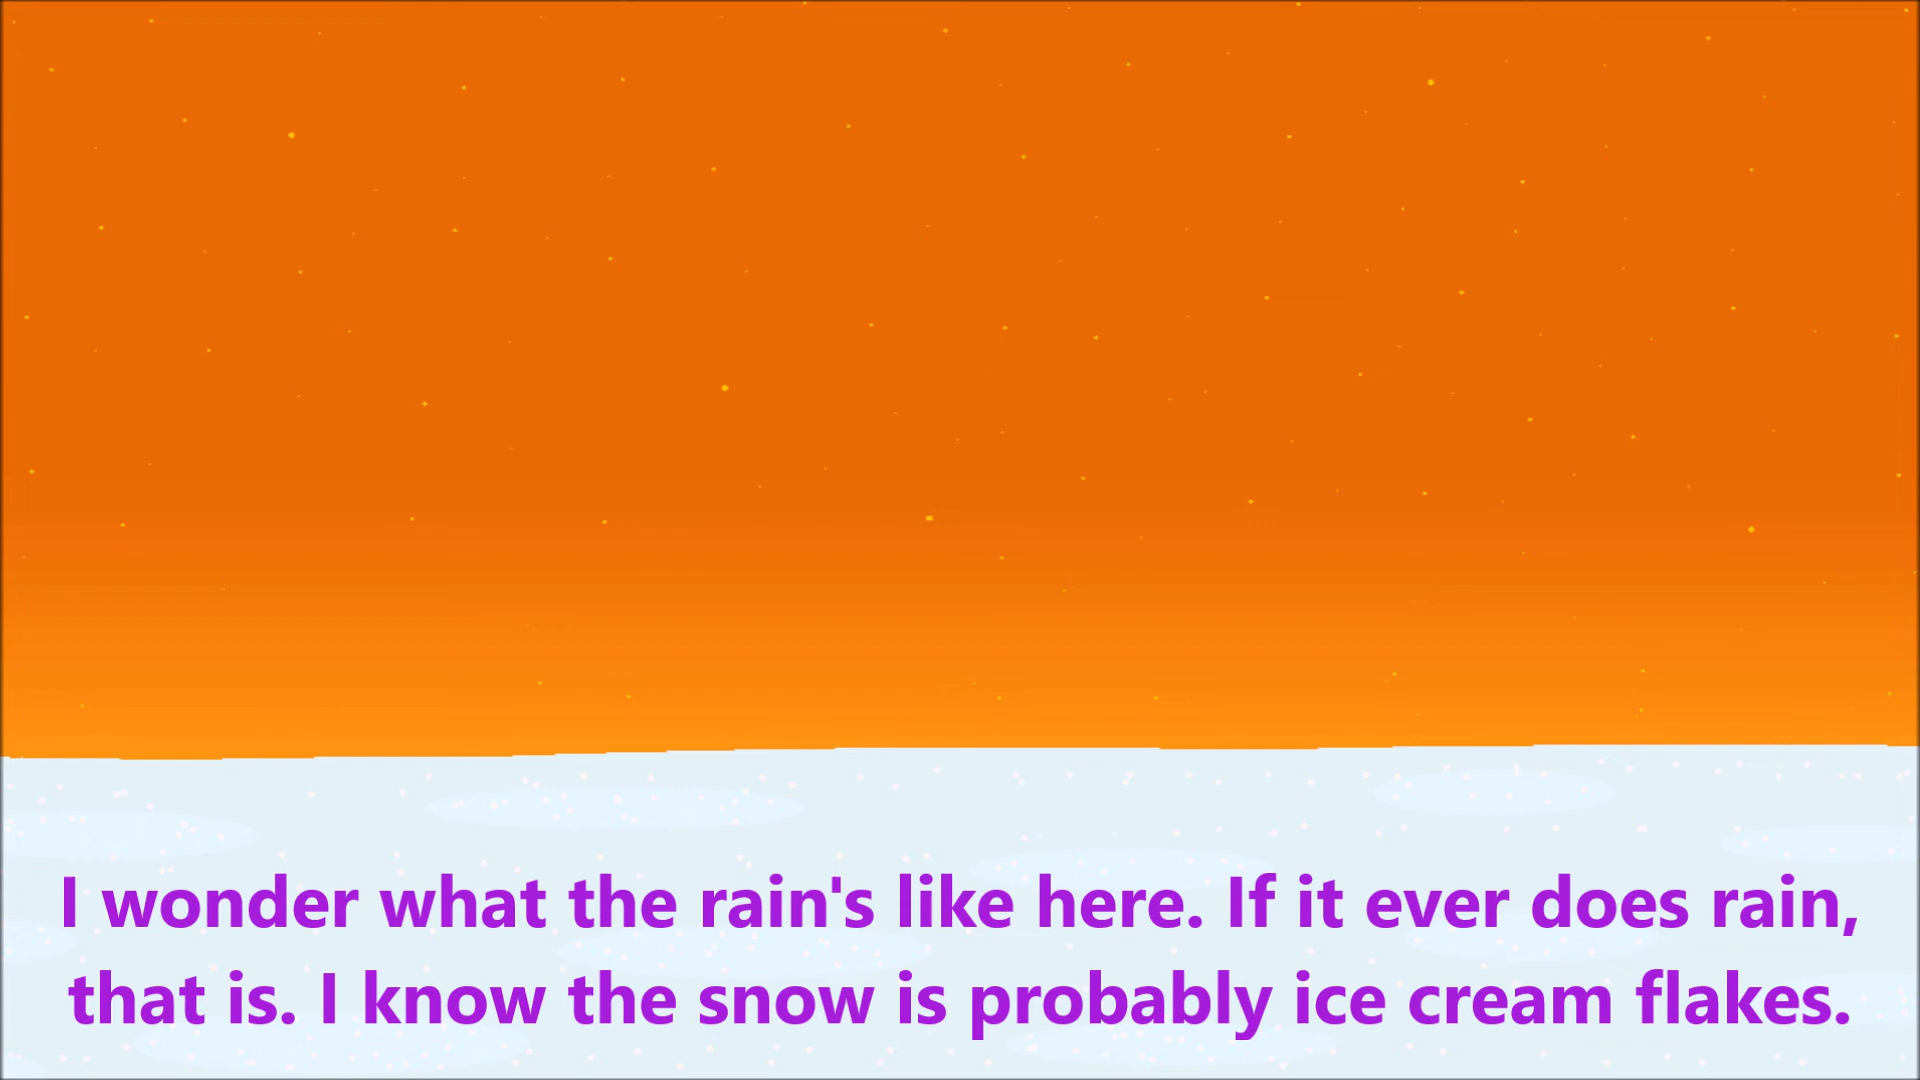 I wonder what the rain's like here. If it ever does rain,
that is. I know the snow is probably ice cream flakes.